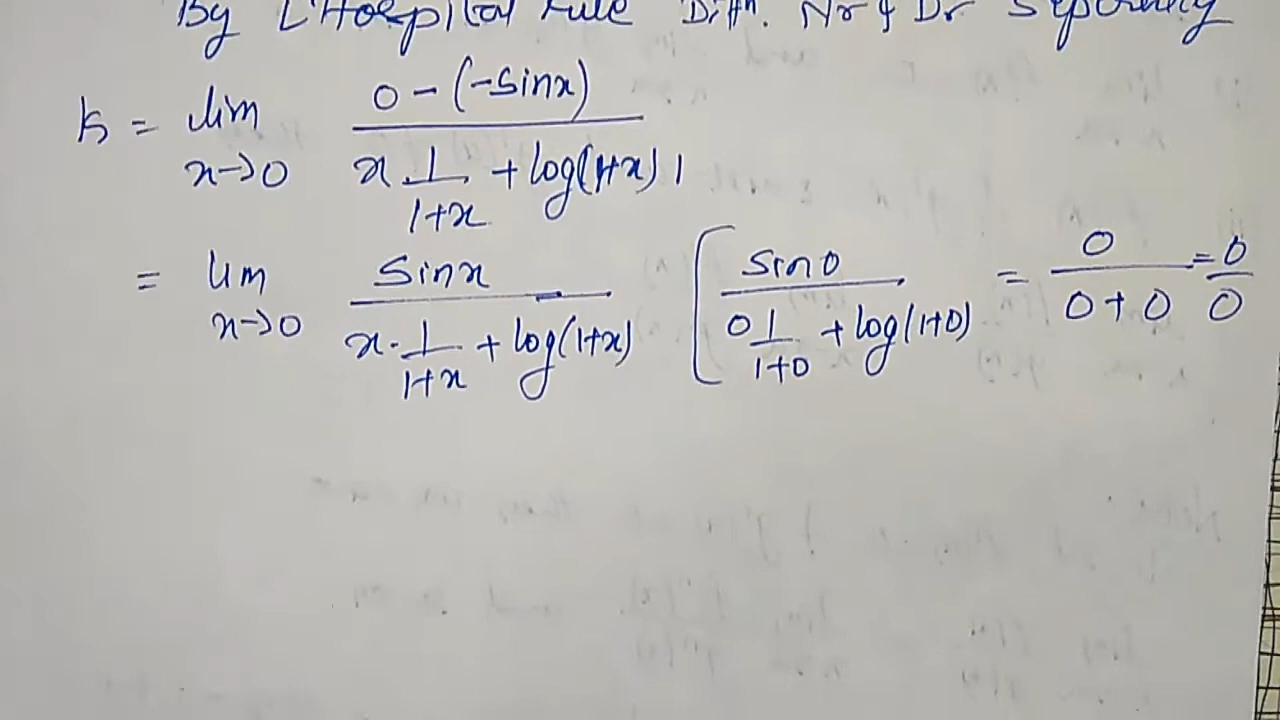 By L'Hospital rule Diffn. Nr & Dr Seperatly
k = lim x→0 (0 - (-sinx)) / (x · 1/(1+x) + log(1+x) 1)
= lim x→0 sinx / (x · 1/(1+x) + log(1+x)) [ sin0 / (0 1/(1+0) + log(1+0)) = 0/(0+0) = 0/0